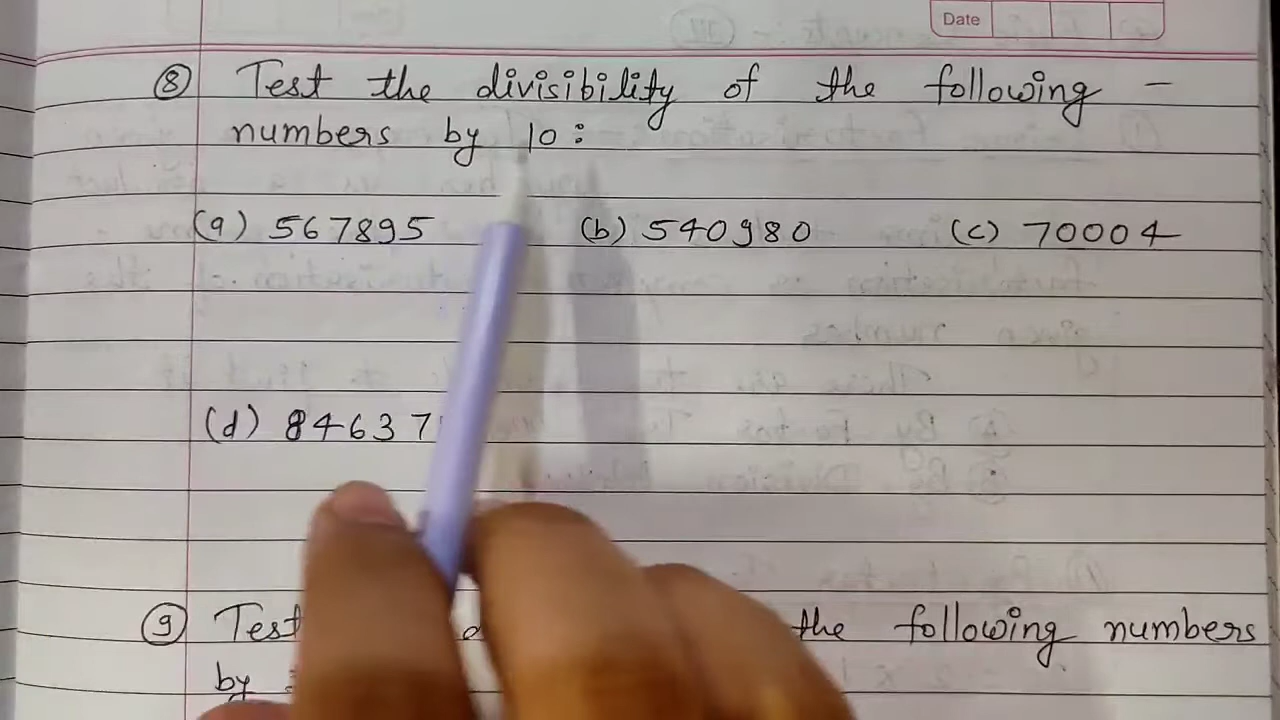 Date
⑧ Test the divisibility of the following -
numbers by 10:
(a) 567895 (b) 540980 (c) 70004
(d) 84637
⑨ Test the following numbers
by